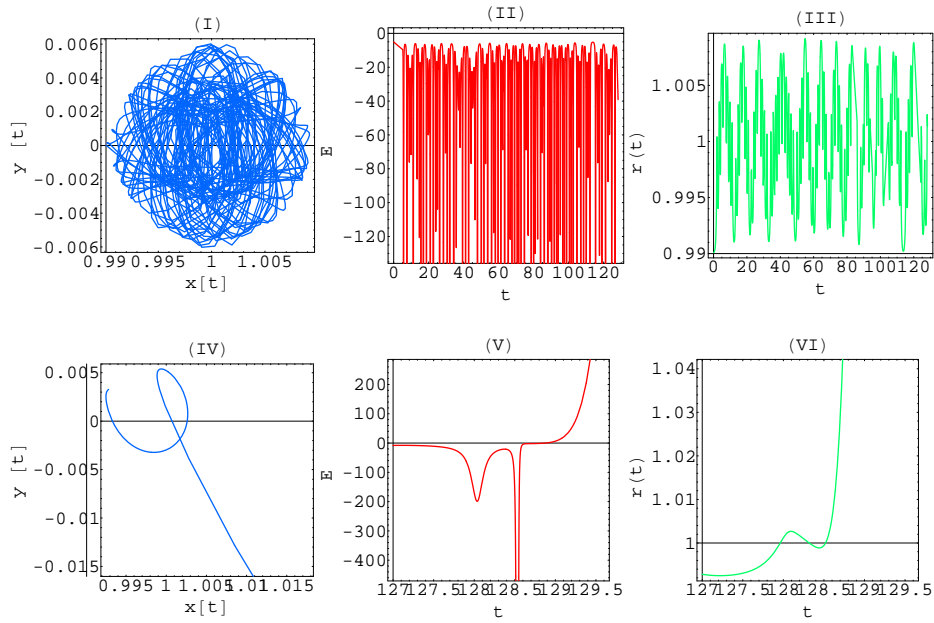 (I)
0.006
0.004
0.002
0
-0.002
-0.004
-0.006
0.99 0.995 1 1.005
x[t]
y [t]
(II)
0
-20
-40
-60
-80
-100
-120
0 20 40 60 80 100 120
t
E
(III)
1.005
1
0.995
0.99
0 20 40 60 80 100 120
t
r(t)
(IV)
0.005
0
-0.005
-0.01
-0.015
0.995 1 1.005 1.01 1.015
x[t]
y [t]
(V)
200
100
0
-100
-200
-300
-400
127 127.5 128 128.5 129 129.5
t
E
(VI)
1.04
1.03
1.02
1.01
1
127 127.5 128 128.5 129 129.5
t
r(t)